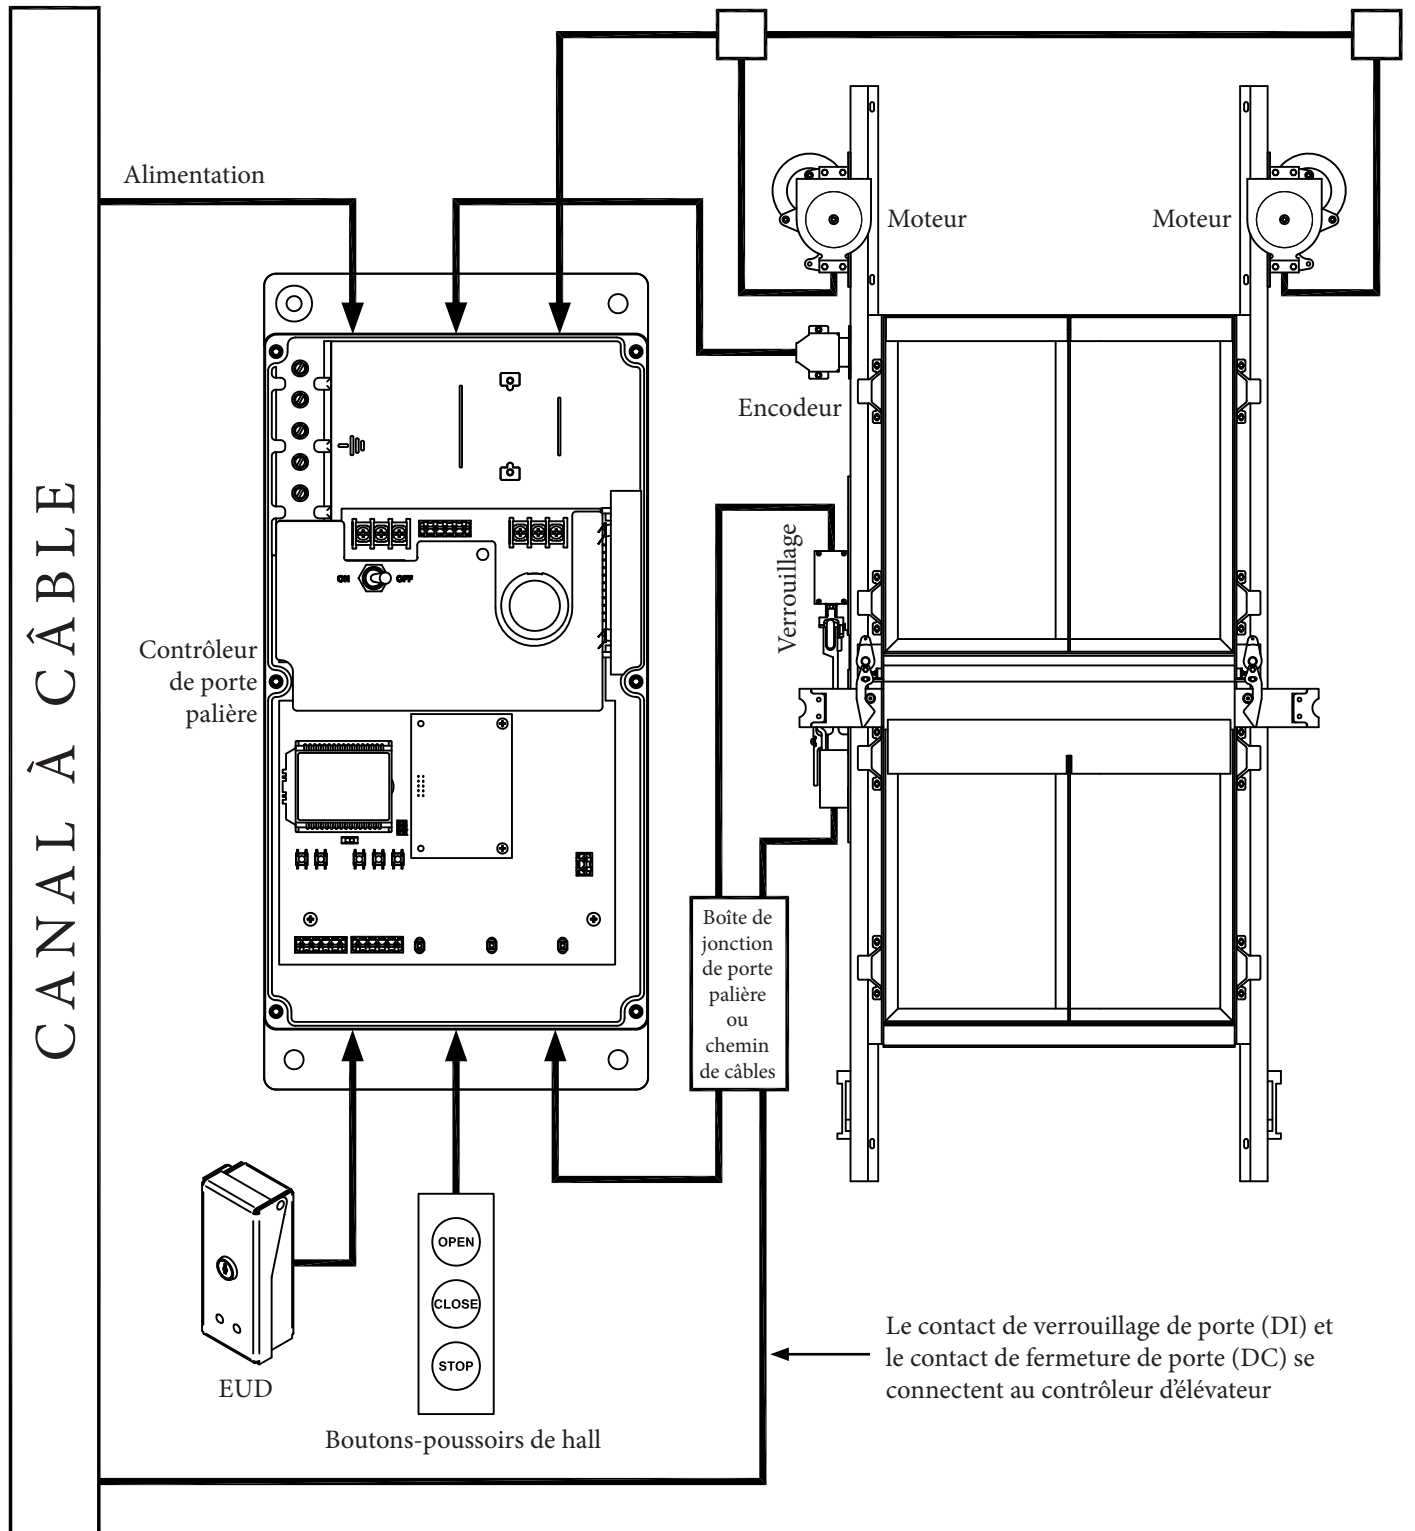 Alimentation
Moteur
Moteur
Encodeur
Verrouillage
CANAL À CÂBLE
ON
OFF
Contrôleur
de porte
palière
Boîte de
jonction
de porte
palière
ou
chemin
de câbles
OPEN
CLOSE
STOP
EUD
Boutons-poussoirs de hall
Le contact de verrouillage de porte (DI) et
le contact de fermeture de porte (DC) se
connectent au contrôleur d'élévateur